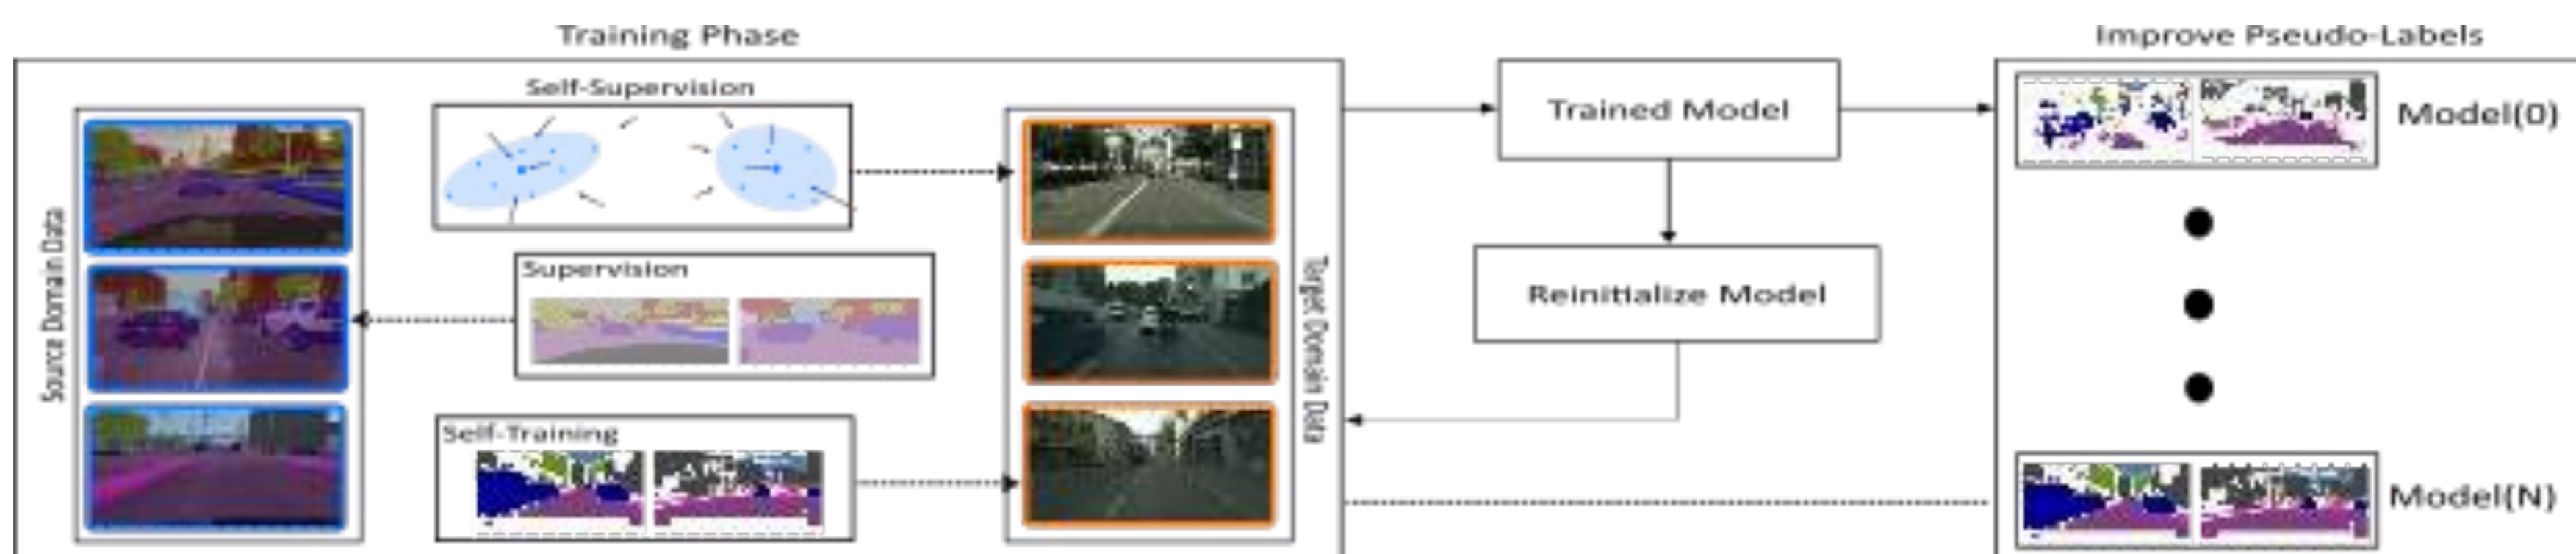 Training Phase
Improve Pseudo-Labels
Self-Supervision
Source Domain Data
Supervision
Self-Training
Target Domain Data
Trained Model
Reinitialize Model
Model(0)
Model(N)